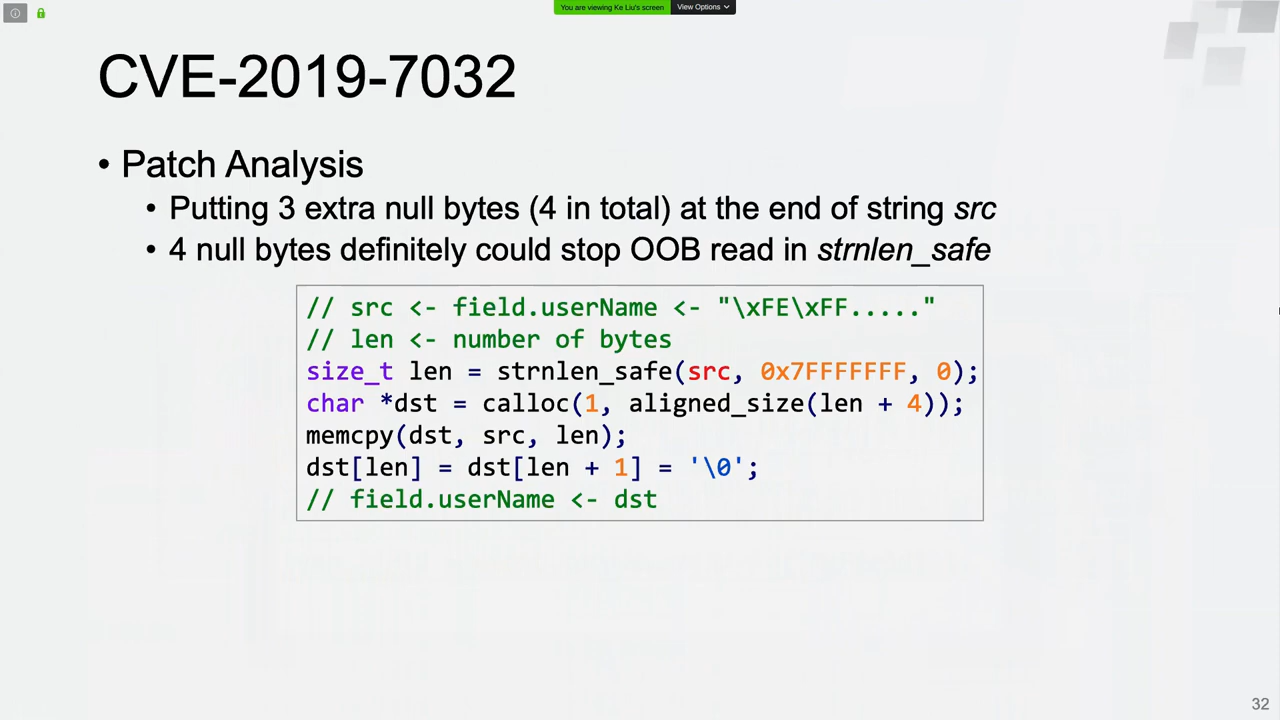 You are viewing Ke Liu's screen View Options
CVE-2019-7032
• Patch Analysis
• Putting 3 extra null bytes (4 in total) at the end of string src
• 4 null bytes definitely could stop OOB read in strnlen_safe
// src <- field.userName <- "\xFE\xFF....."
// len <- number of bytes
size_t len = strnlen_safe(src, 0x7FFFFFFF, 0);
char *dst = calloc(1, aligned_size(len + 4));
memcpy(dst, src, len);
dst[len] = dst[len + 1] = '\0';
// field.userName <- dst
32